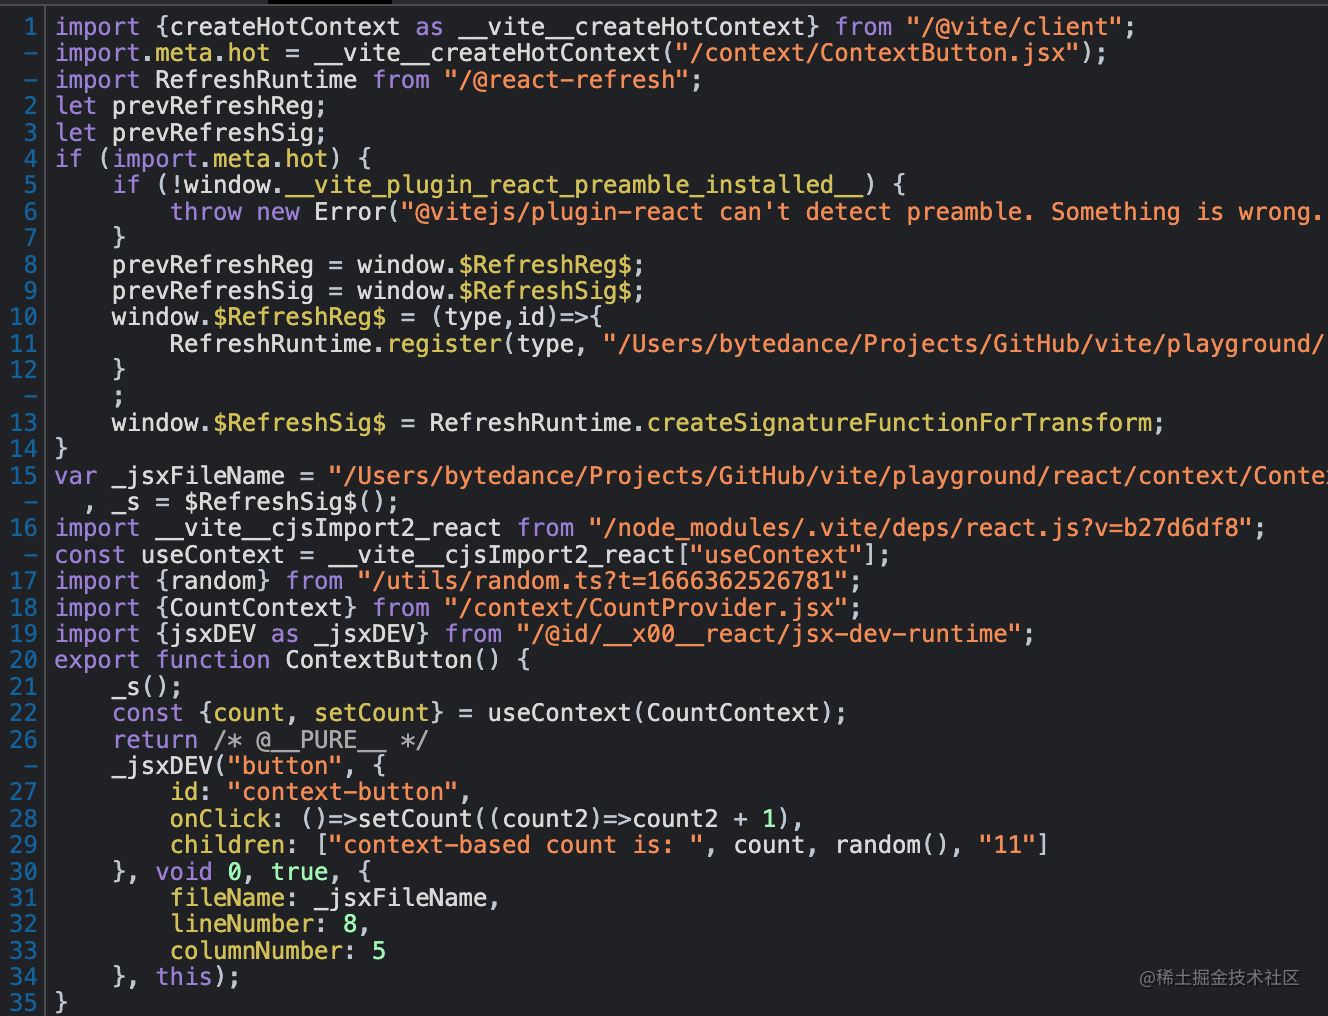 1 import {createHotContext as __vite__createHotContext} from "/@vite/client";
- import.meta.hot = __vite__createHotContext("/context/ContextButton.jsx");
- import RefreshRuntime from "/@react-refresh";
2 let prevRefreshReg;
3 let prevRefreshSig;
4 if (import.meta.hot) {
5     if (!window.__vite_plugin_react_preamble_installed__) {
6         throw new Error("@vitejs/plugin-react can't detect preamble. Something is wrong.
7     }
8     prevRefreshReg = window.$RefreshReg$;
9     prevRefreshSig = window.$RefreshSig$;
10     window.$RefreshReg$ = (type,id)=>{
11         RefreshRuntime.register(type, "/Users/bytedance/Projects/GitHub/vite/playground/
12     }
-     ;
13     window.$RefreshSig$ = RefreshRuntime.createSignatureFunctionForTransform;
14 }
15 var _jsxFileName = "/Users/bytedance/Projects/GitHub/vite/playground/react/context/Conte
-   , _s = $RefreshSig$();
16 import __vite__cjsImport2_react from "/node_modules/.vite/deps/react.js?v=b27d6df8";
- const useContext = __vite__cjsImport2_react["useContext"];
17 import {random} from "/utils/random.ts?t=1666362526781";
18 import {CountContext} from "/context/CountProvider.jsx";
19 import {jsxDEV as _jsxDEV} from "/@id/__x00__react/jsx-dev-runtime";
20 export function ContextButton() {
21     _s();
22     const {count, setCount} = useContext(CountContext);
26     return /* @__PURE__ */
-     _jsxDEV("button", {
27         id: "context-button",
28         onClick: ()=>setCount((count2)=>count2 + 1),
29         children: ["context-based count is: ", count, random(), "11"]
30     }, void 0, true, {
31         fileName: _jsxFileName,
32         lineNumber: 8,
33         columnNumber: 5
34     }, this);
35 }
@稀土掘金技术社区